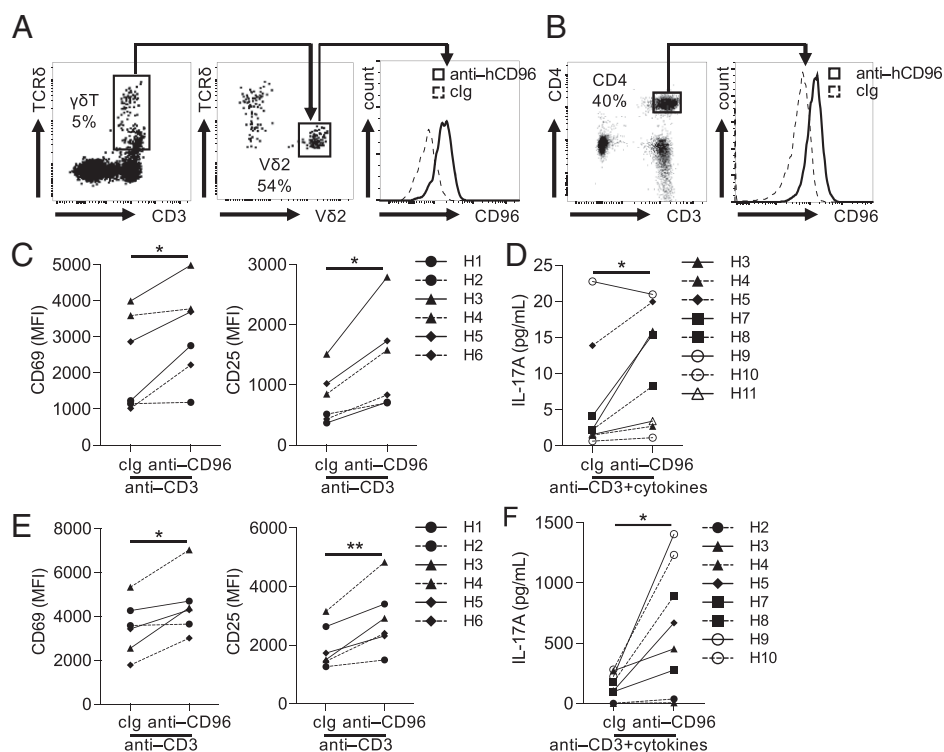 A
TCRδ
γδT
5%
CD3
TCRδ
Vδ2
54%
Vδ2
count
anti–hCD96
cIg
CD96
B
CD4
CD4
40%
CD3
count
anti–hCD96
cIg
CD96
C
CD69 (MFI)
5000
4000
3000
2000
1000
0
*
cIg anti–CD96
anti–CD3
CD25 (MFI)
3000
2000
1000
0
*
cIg anti–CD96
anti–CD3
H1
H2
H3
H4
H5
H6
D
IL-17A (pg/mL)
25
20
15
10
5
0
*
cIg anti–CD96
anti–CD3+cytokines
H3
H4
H5
H7
H8
H9
H10
H11
E
CD69 (MFI)
8000
6000
4000
2000
0
*
cIg anti–CD96
anti–CD3
CD25 (MFI)
6000
4000
2000
0
**
cIg anti–CD96
anti–CD3
H1
H2
H3
H4
H5
H6
F
IL-17A (pg/mL)
1500
1000
500
0
*
cIg anti–CD96
anti–CD3+cytokines
H2
H3
H4
H5
H7
H8
H9
H10